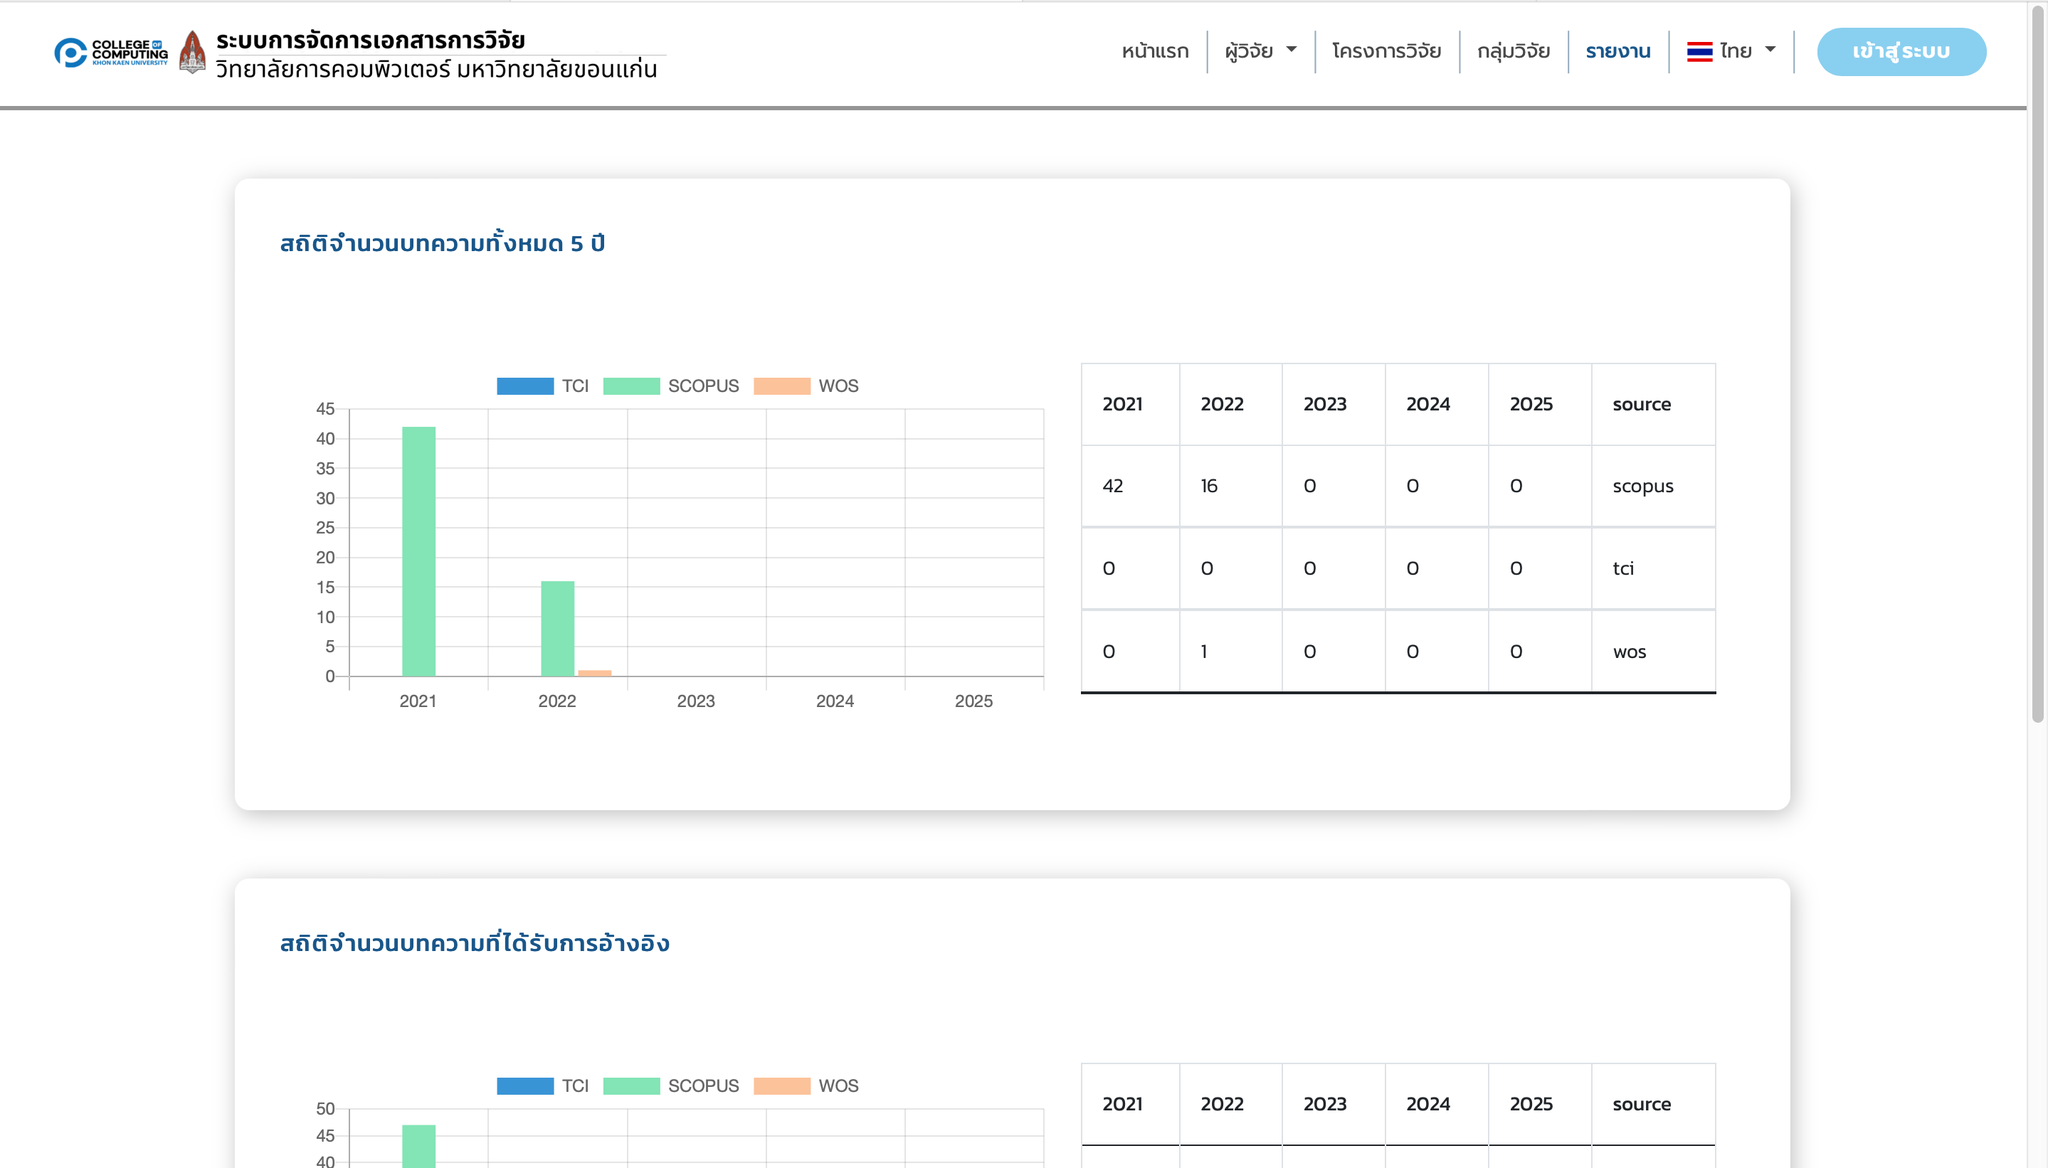 COLLEGE OF
COMPUTING
KHON KAEN UNIVERSITY
ระบบการจัดการเอกสารการวิจัย
วิทยาลัยการคอมพิวเตอร์ มหาวิทยาลัยขอนแก่น
หน้าแรก ผู้วิจัย โครงการวิจัย กลุ่มวิจัย รายงาน ไทย เข้าสู่ระบบ
สถิติจำนวนบทความทั้งหมด 5 ปี
TCI SCOPUS WOS
45
40
35
30
25
20
15
10
5
0
2021 2022 2023 2024 2025
2021 2022 2023 2024 2025 source
42 16 0 0 0 scopus
0 0 0 0 0 tci
0 1 0 0 0 wos
สถิติจำนวนบทความที่ได้รับการอ้างอิง
TCI SCOPUS WOS
50
45
40
2021 2022 2023 2024 2025 source